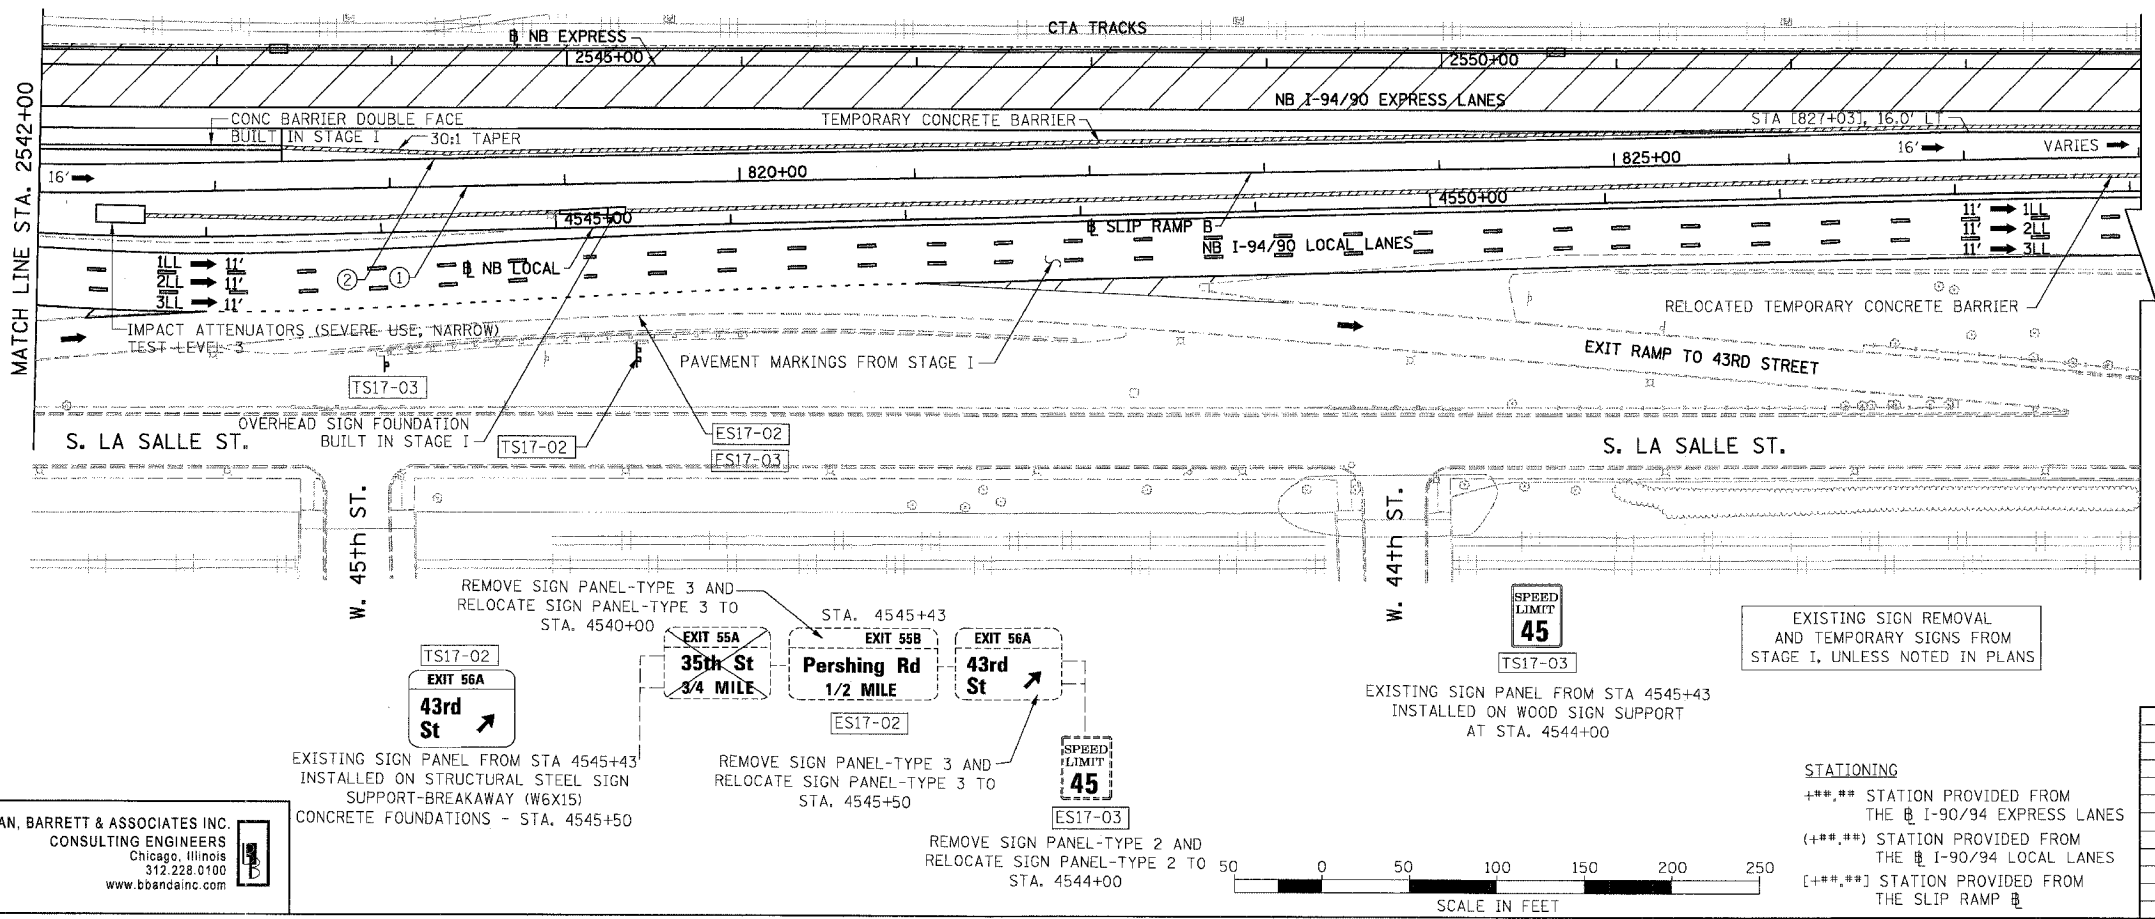 CTA TRACKS
℄ NB EXPRESS
2545+00
2550+00
NB I-94/90 EXPRESS LANES
MATCH LINE STA. 2542+00
CONC BARRIER DOUBLE FACE
BUILT IN STAGE I
30:1 TAPER
TEMPORARY CONCRETE BARRIER
STA [827+03], 16.0' LT
16'
820+00
825+00
16'
VARIES
4545+00
4550+00
℄ SLIP RAMP B
NB I-94/90 LOCAL LANES
11' 1LL
11' 2LL
11' 3LL
1LL 11'
2LL 11'
3LL 11'
2
1
℄ NB LOCAL
IMPACT ATTENUATORS (SEVERE USE, NARROW)
TEST LEVEL 3
RELOCATED TEMPORARY CONCRETE BARRIER
PAVEMENT MARKINGS FROM STAGE I
EXIT RAMP TO 43RD STREET
TS17-03
OVERHEAD SIGN FOUNDATION
BUILT IN STAGE I
TS17-02
ES17-02
ES17-03
S. LA SALLE ST.
S. LA SALLE ST.
W. 45th ST.
W. 44th ST.
REMOVE SIGN PANEL-TYPE 3 AND
RELOCATE SIGN PANEL-TYPE 3 TO
STA. 4540+00
STA. 4545+43
EXIT 55A
35th St
3/4 MILE
EXIT 55B
Pershing Rd
1/2 MILE
EXIT 56A
43rd
St
ES17-02
TS17-02
EXIT 56A
43rd
St
EXISTING SIGN PANEL FROM STA 4545+43
INSTALLED ON STRUCTURAL STEEL SIGN
SUPPORT-BREAKAWAY (W6X15)
CONCRETE FOUNDATIONS - STA. 4545+50
REMOVE SIGN PANEL-TYPE 3 AND
RELOCATE SIGN PANEL-TYPE 3 TO
STA. 4545+50
SPEED
LIMIT
45
ES17-03
REMOVE SIGN PANEL-TYPE 2 AND
RELOCATE SIGN PANEL-TYPE 2 TO
STA. 4544+00
SPEED
LIMIT
45
TS17-03
EXISTING SIGN PANEL FROM STA 4545+43
INSTALLED ON WOOD SIGN SUPPORT
AT STA. 4544+00
EXISTING SIGN REMOVAL
AND TEMPORARY SIGNS FROM
STAGE I, UNLESS NOTED IN PLANS
STATIONING
+##.## STATION PROVIDED FROM
THE ℄ I-90/94 EXPRESS LANES
(+##.##) STATION PROVIDED FROM
THE ℄ I-90/94 LOCAL LANES
[+##.##] STATION PROVIDED FROM
THE SLIP RAMP ℄
50 0 50 100 150 200 250
SCALE IN FEET
AN, BARRETT & ASSOCIATES INC.
CONSULTING ENGINEERS
Chicago, Illinois
312.228.0100
www.bbandainc.com